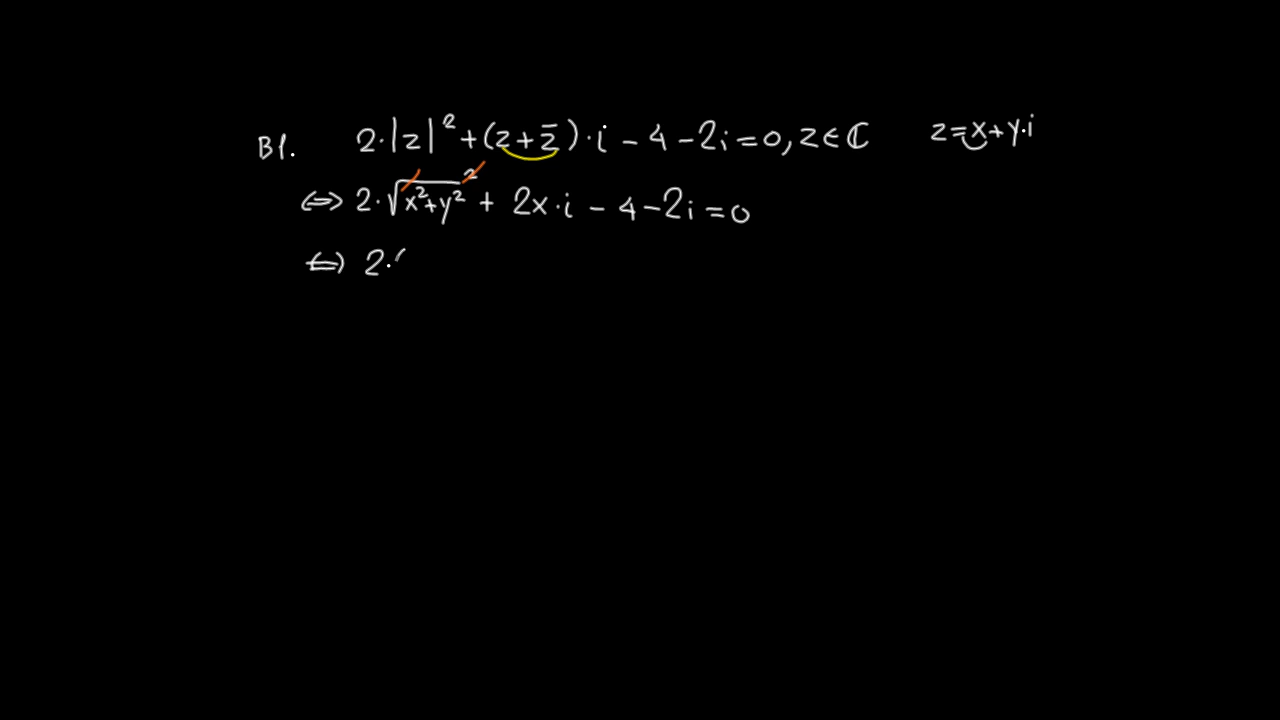 B1. 2·|z|² + (z + z̄)·i − 4 − 2i = 0, z ∈ ℂ z = x + y·i
⇔ 2·√(x² + y²)² + 2x·i − 4 − 2i = 0
⇔ 2·(